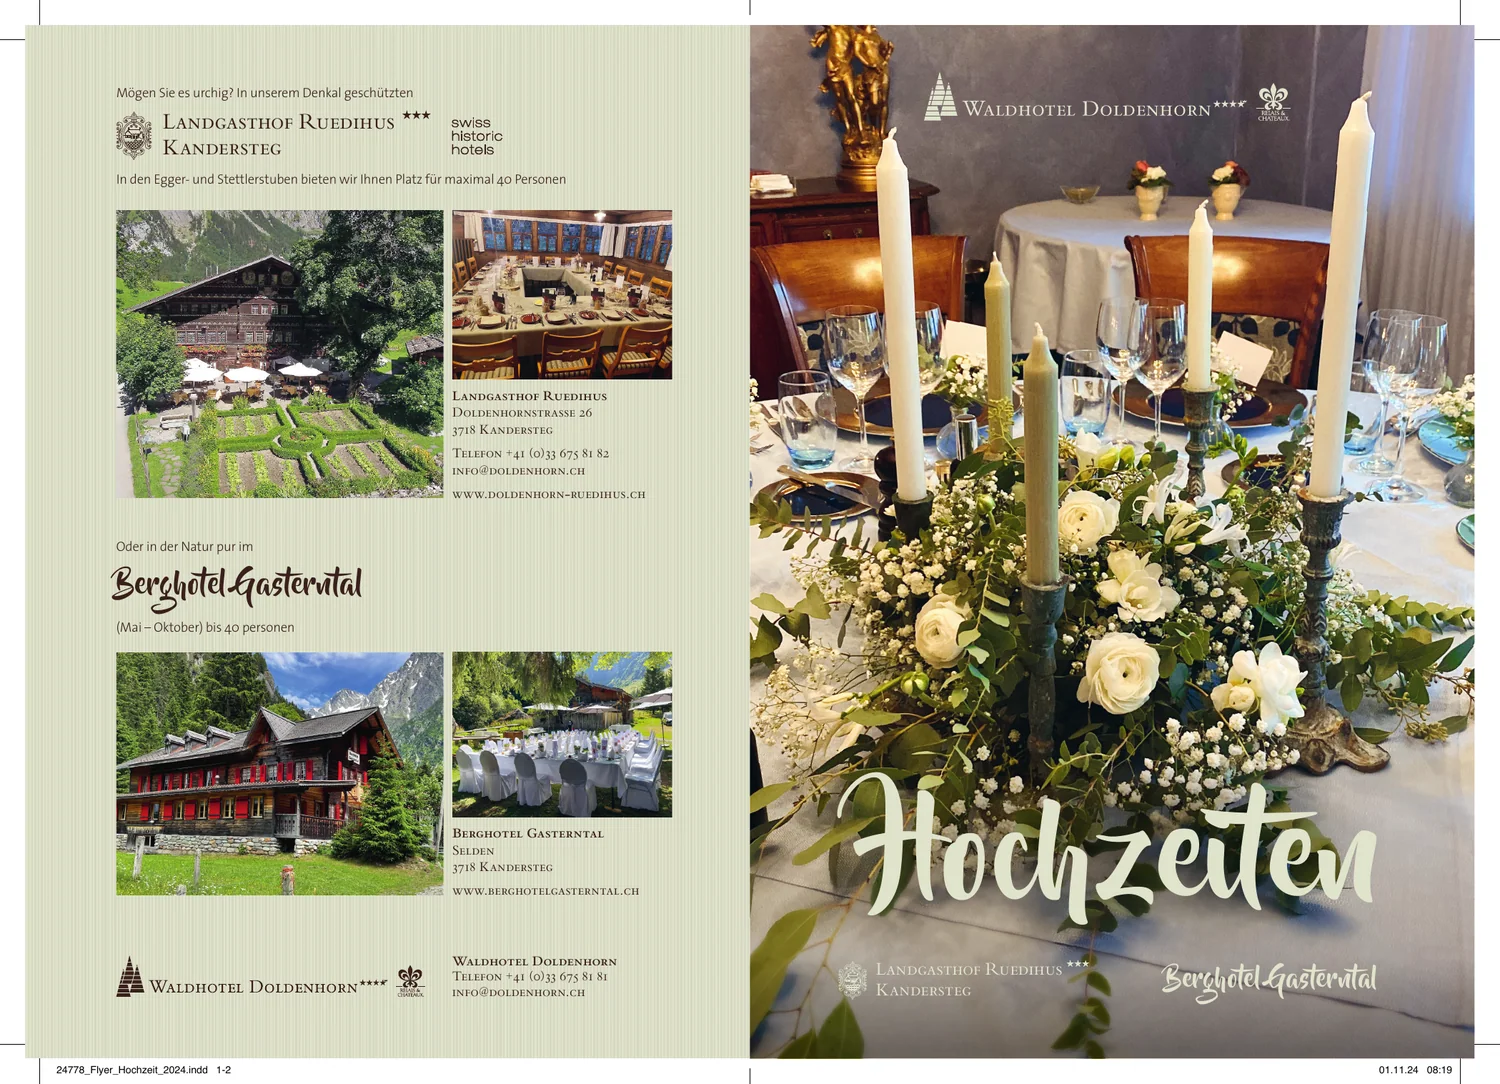 Mögen Sie es urchig? In unserem Denkal geschützten
Landgasthof Ruedihus ***
Kandersteg
swiss
historic
hotels
In den Egger- und Stettlerstuben bieten wir Ihnen Platz für maximal 40 Personen
Landgasthof Ruedihus
Doldenhornstrasse 26
3718 Kandersteg
Telefon +41 (0)33 675 81 82
info@doldenhorn.ch
www.doldenhorn-ruedihus.ch
Oder in der Natur pur im
Berghotel Gasterntal
(Mai – Oktober) bis 40 personen
Berghotel Gasterntal
Selden
3718 Kandersteg
www.berghotelgasterntal.ch
Waldhotel Doldenhorn
RELAIS &
CHATEAUX
Waldhotel Doldenhorn
Telefon +41 (0)33 675 81 81
info@doldenhorn.ch
Waldhotel Doldenhorn
RELAIS &
CHATEAUX
Hochzeiten
Landgasthof Ruedihus ***
Kandersteg
Berghotel Gasterntal
24778_Flyer_Hochzeit_2024.indd 1-2
01.11.24 08:19